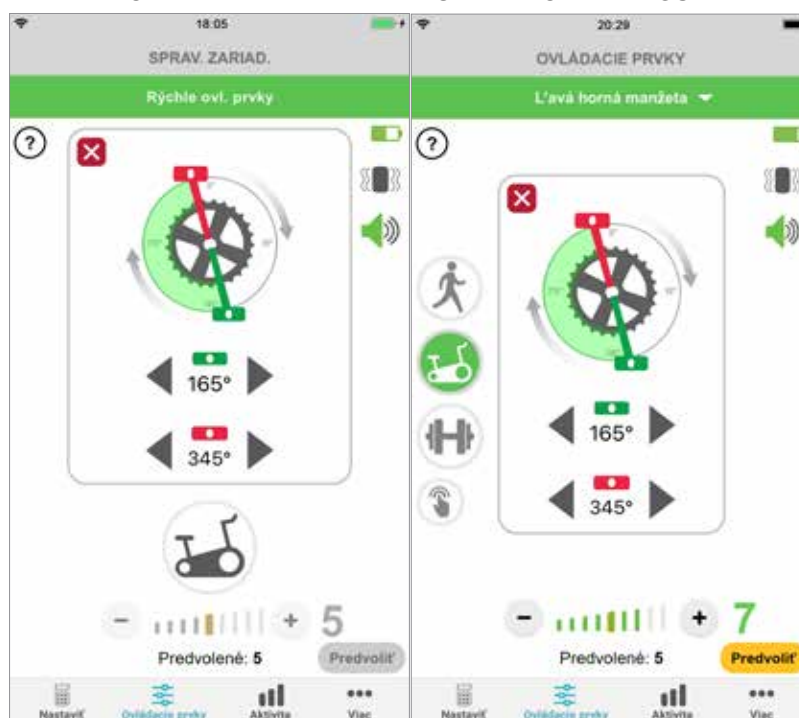 18:05
SPRAV. ZARIAD.
Rýchle ovl. prvky
?
165°
345°
5
Predvolené: 5
Predvoliť
Nastaviť
Ovládacie prvky
Aktivita
Viac
20:29
OVLÁDACIE PRVKY
Ľavá horná manžeta
?
165°
345°
7
Predvolené: 5
Predvoliť
Nastaviť
Ovládacie prvky
Aktivita
Viac